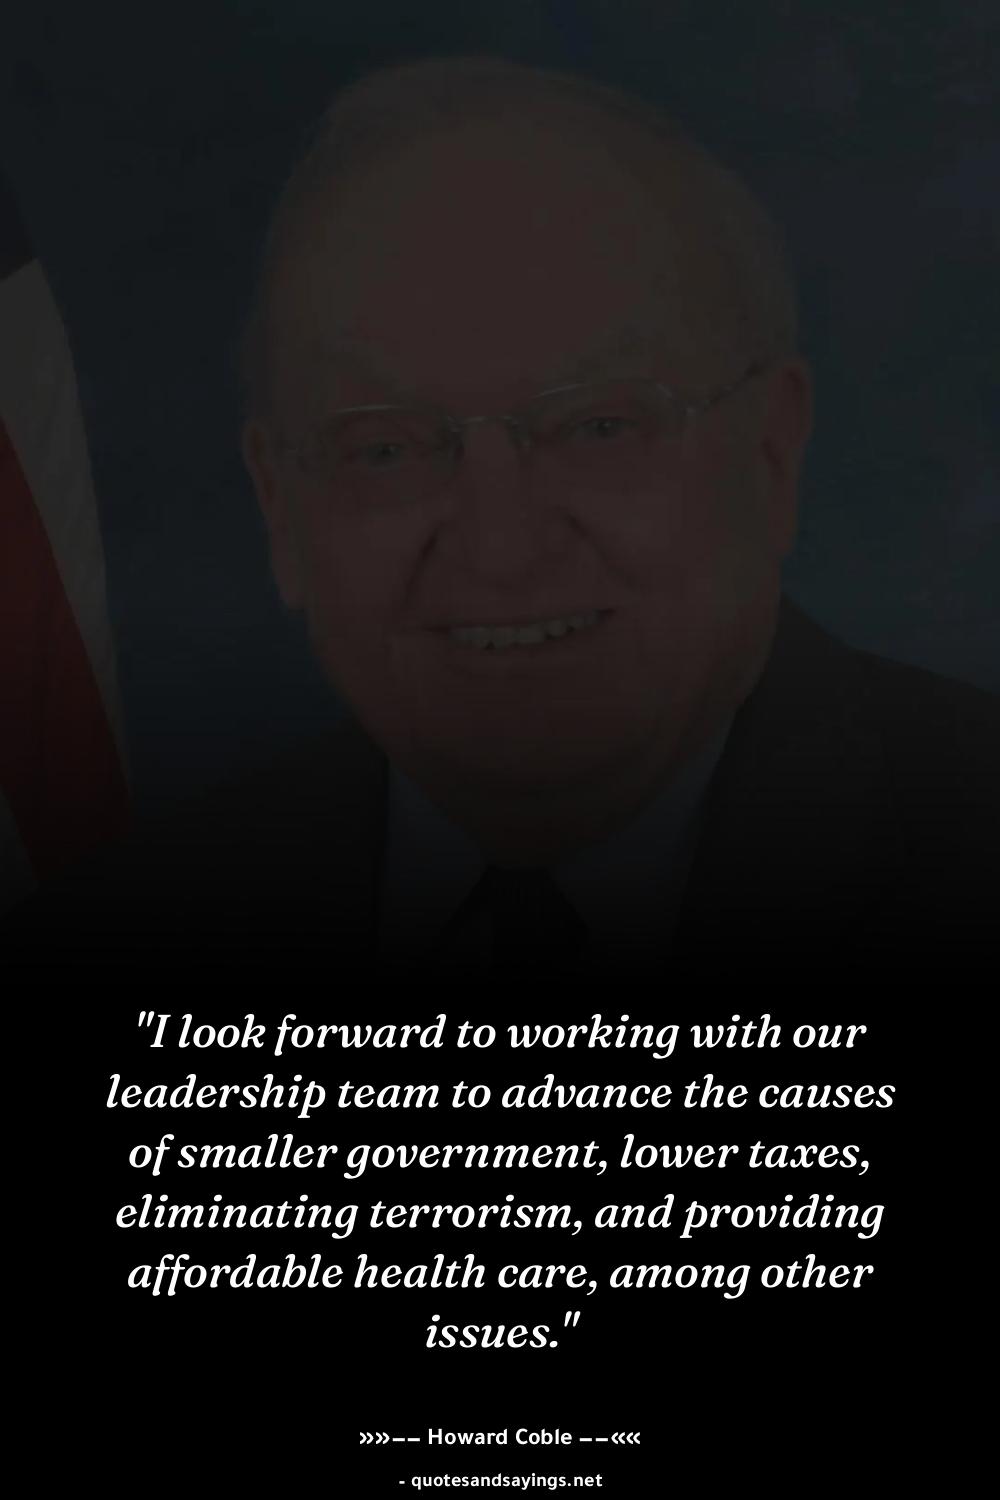 "I look forward to working with our
leadership team to advance the causes
of smaller government, lower taxes,
eliminating terrorism, and providing
affordable health care, among other
issues."
»»–– Howard Coble ––««
- quotesandsayings.net